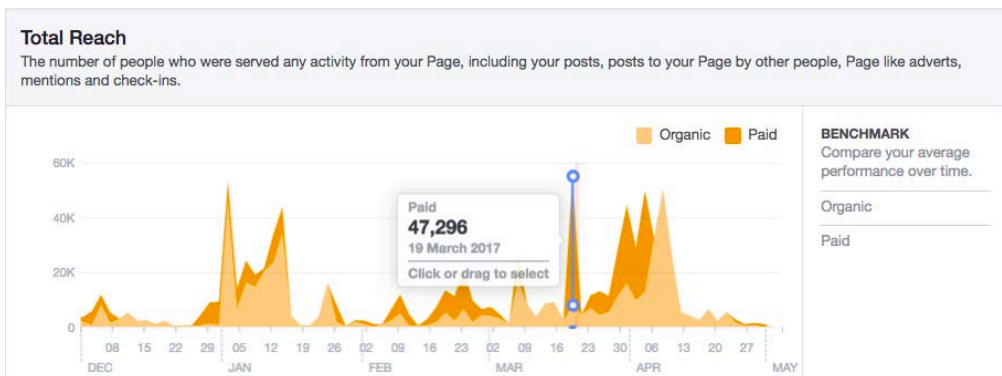 Total Reach
The number of people who were served any activity from your Page, including your posts, posts to your Page by other people, Page like adverts,
mentions and check-ins.
Organic Paid
BENCHMARK
Compare your average
performance over time.
Organic
Paid
60K
40K
20K
0
Paid
47,296
19 March 2017
Click or drag to select
08 15 22 29 05 12 19 26 02 09 16 23 02 09 16 23 30 06 13 20 27
DEC JAN FEB MAR APR MAY